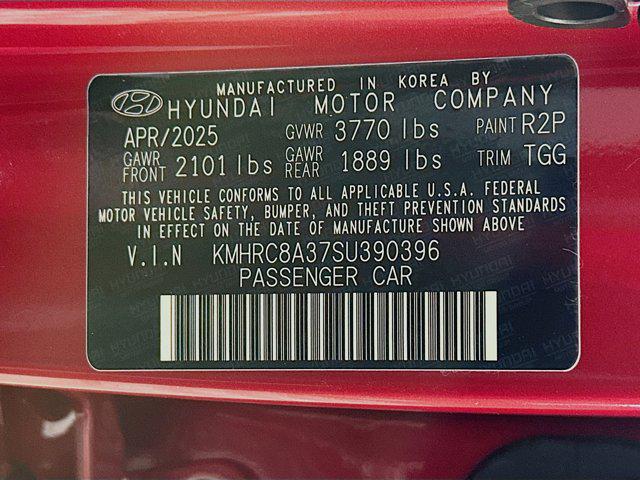 MANUFACTURED IN KOREA BY
HYUNDAI MOTOR COMPANY
APR/2025 GVWR 3770 lbs PAINT R2P
GAWR FRONT 2101 lbs GAWR REAR 1889 lbs TRIM TGG
THIS VEHICLE CONFORMS TO ALL APPLICABLE U.S.A. FEDERAL
MOTOR VEHICLE SAFETY, BUMPER, AND THEFT PREVENTION STANDARDS
IN EFFECT ON THE DATE OF MANUFACTURE SHOWN ABOVE
V.I.N KMHRC8A37SU390396
PASSENGER CAR